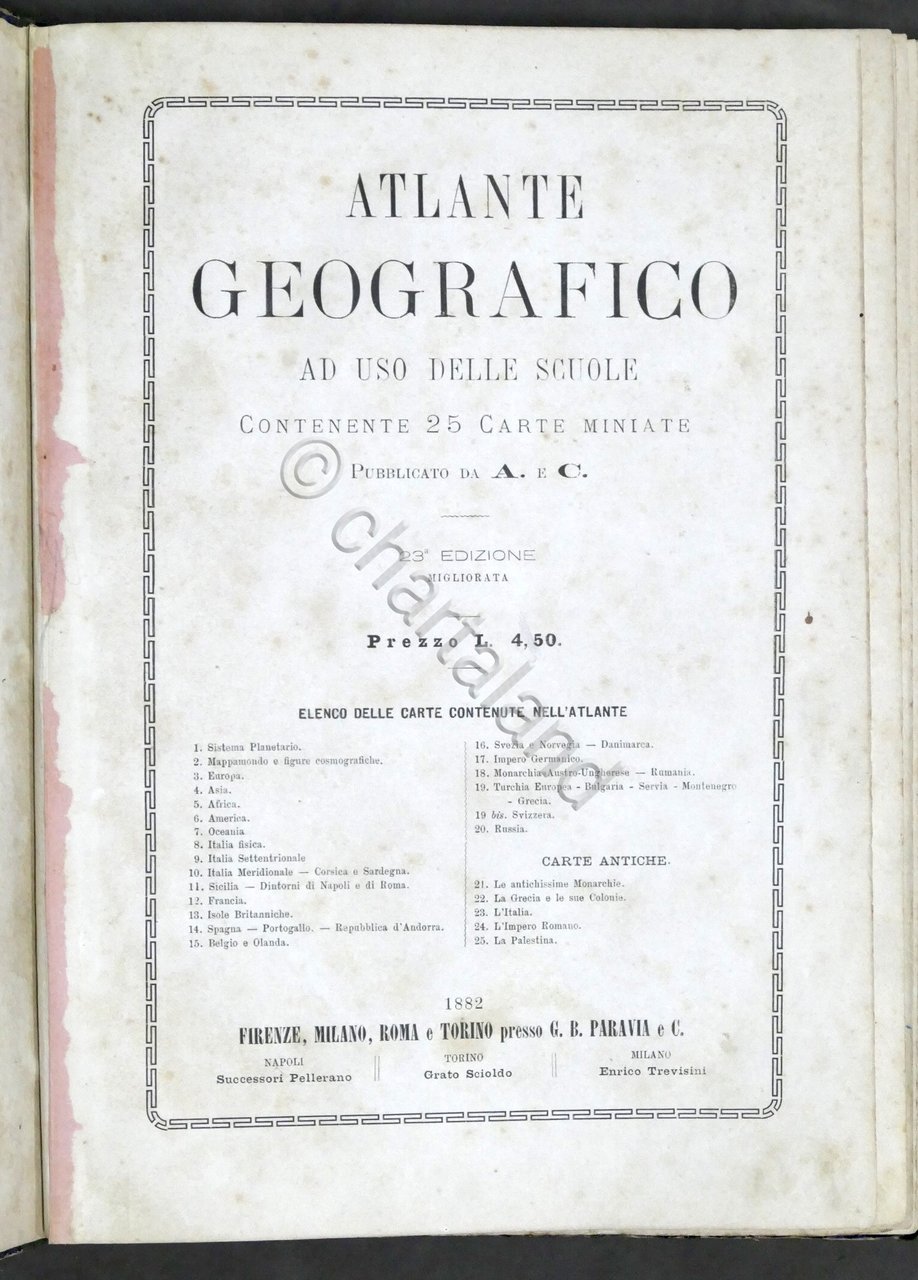 ATLANTE
GEOGRAFICO
AD USO DELLE SCUOLE
CONTENENTE 25 CARTE MINIATE
PUBBLICATO DA A. E C.
23ª EDIZIONE
MIGLIORATA
Prezzo L. 4,50.
ELENCO DELLE CARTE CONTENUTE NELL'ATLANTE
1. Sistema Planetario.
2. Mappamondo e figure cosmografiche.
3. Europa.
4. Asia.
5. Africa.
6. America.
7. Oceania
8. Italia fisica.
9. Italia Settentrionale
10. Italia Meridionale — Corsica e Sardegna.
11. Sicilia — Dintorni di Napoli e di Roma.
12. Francia.
13. Isole Britanniche.
14. Spagna — Portogallo. — Repubblica d'Andorra.
15. Belgio e Olanda.
16. Svezia e Norvegia — Danimarca.
17. Impero Germanico.
18. Monarchia Austro-Ungherese — Rumania.
19. Turchia Europea - Bulgaria - Servia - Montenegro
- Grecia.
19 bis. Svizzera.
20. Russia.
CARTE ANTICHE.
21. Le antichissime Monarchie.
22. La Grecia e le sue Colonie.
23. L'Italia.
24. L'Impero Romano.
25. La Palestina.
1882
FIRENZE, MILANO, ROMA e TORINO presso G. B. PARAVIA e C.
NAPOLI
Successori Pellerano
TORINO
Grato Scioldo
MILANO
Enrico Trevisini
© chartaland